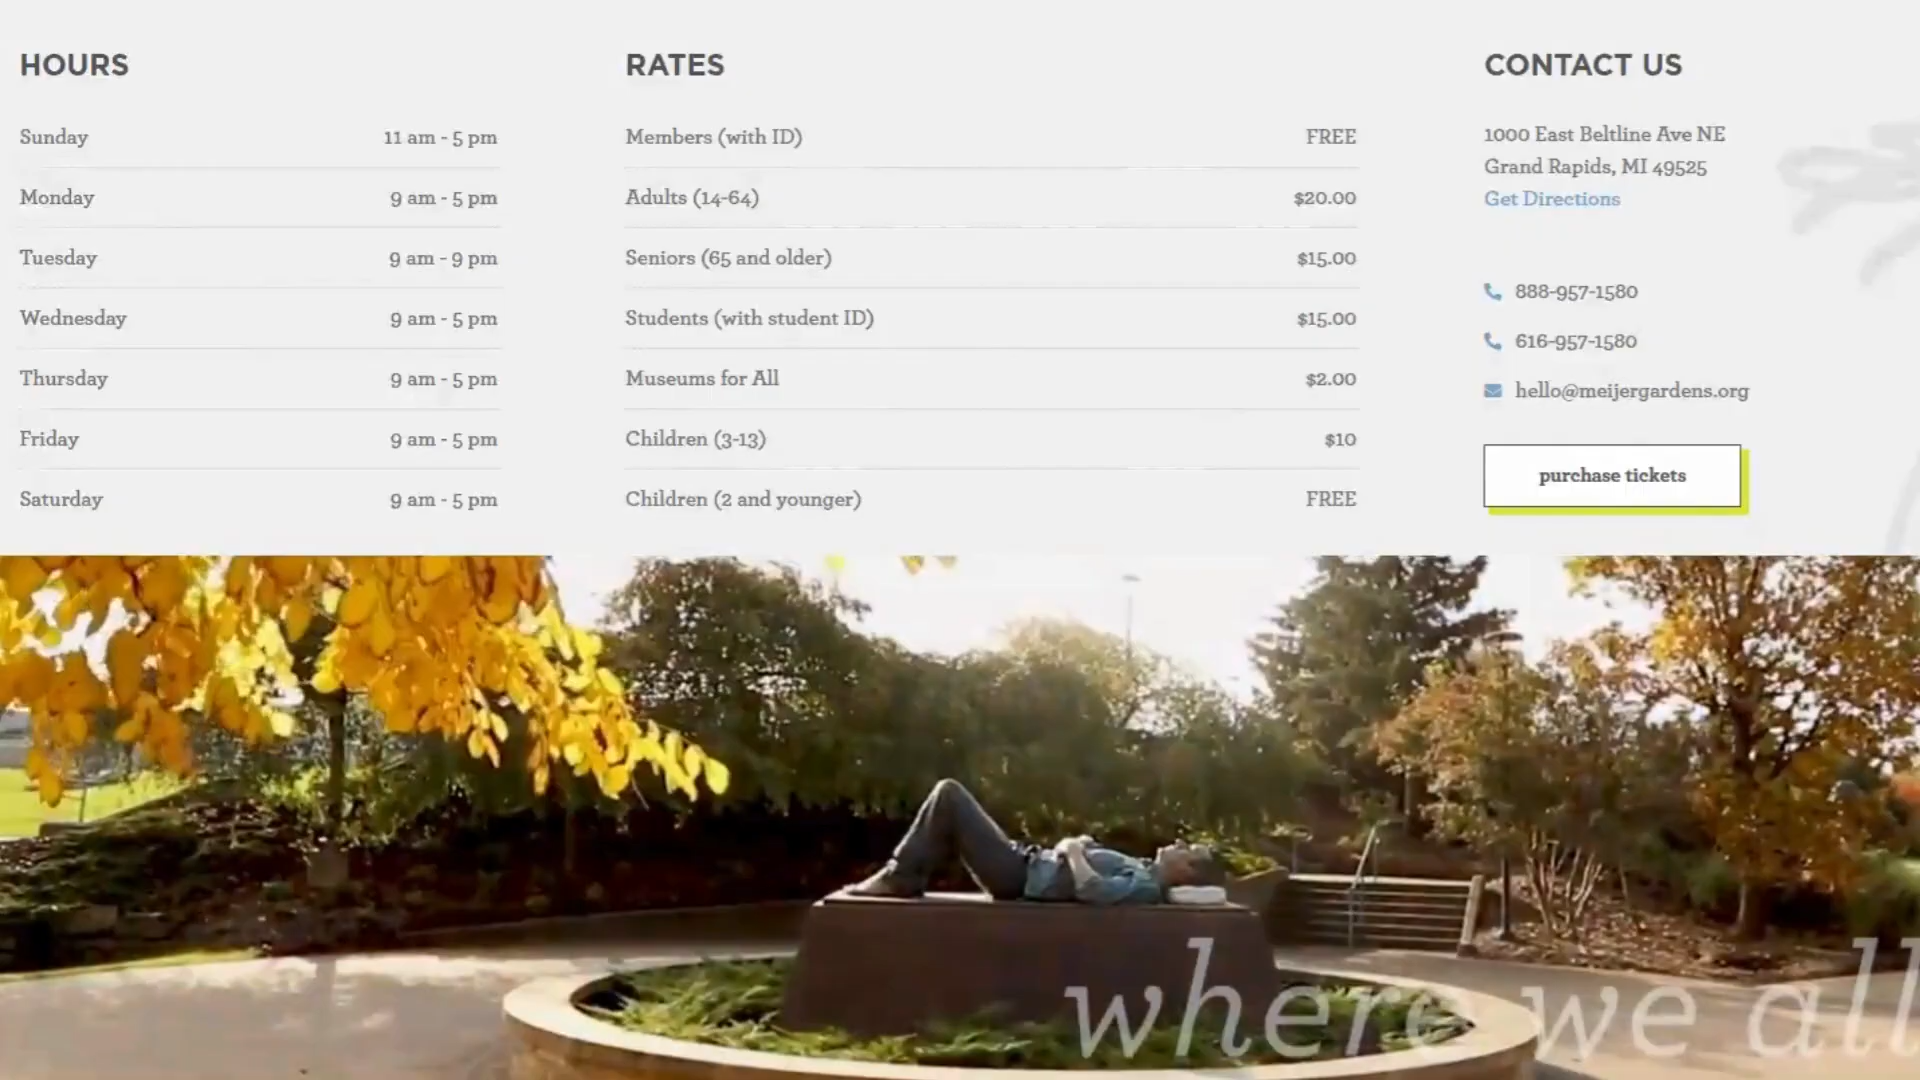 HOURS
Sunday 11 am - 5 pm
Monday 9 am - 5 pm
Tuesday 9 am - 9 pm
Wednesday 9 am - 5 pm
Thursday 9 am - 5 pm
Friday 9 am - 5 pm
Saturday 9 am - 5 pm
RATES
Members (with ID) FREE
Adults (14-64) $20.00
Seniors (65 and older) $15.00
Students (with student ID) $15.00
Museums for All $2.00
Children (3-13) $10
Children (2 and younger) FREE
CONTACT US
1000 East Beltline Ave NE
Grand Rapids, MI 49525
Get Directions
888-957-1580
616-957-1580
hello@meijergardens.org
purchase tickets
where we all